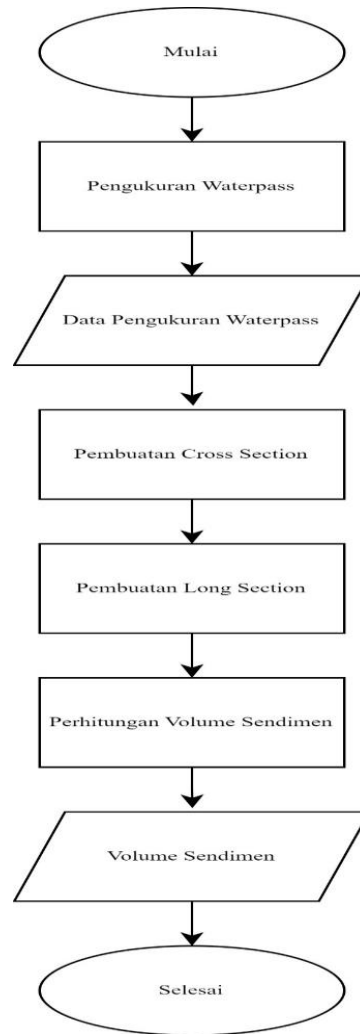 Mulai
Pengukuran Waterpass
Data Pengukuran Waterpass
Pembuatan Cross Section
Pembuatan Long Section
Perhitungan Volume Sendimen
Volume Sendimen
Selesai